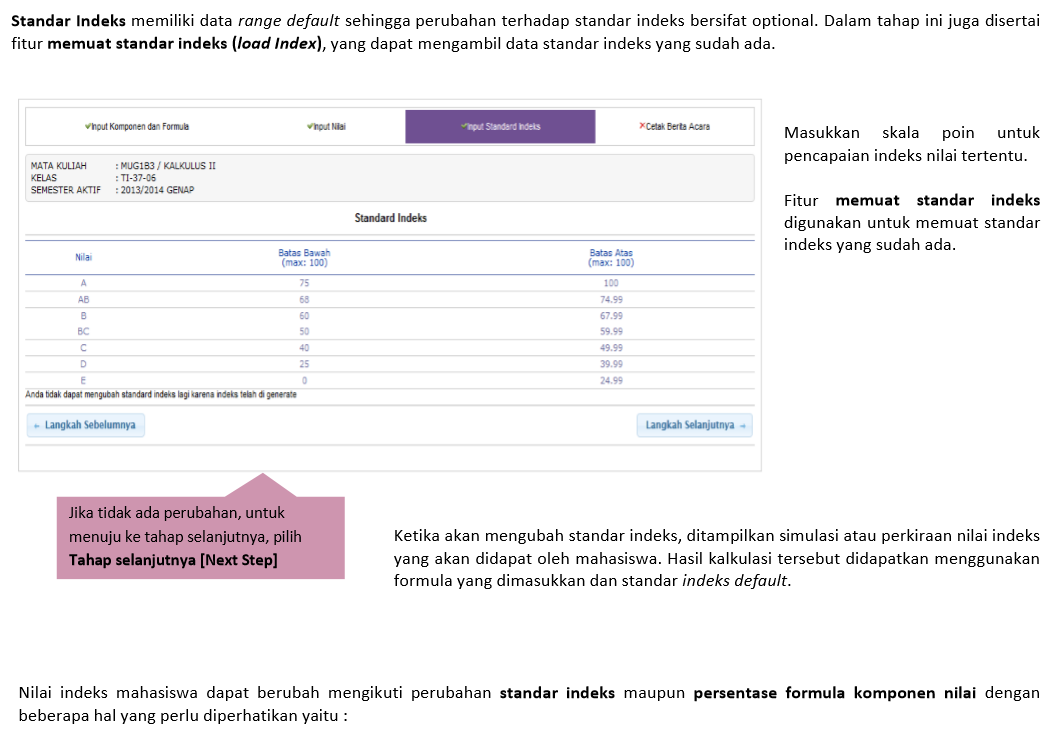 Standar Indeks memiliki data range default sehingga perubahan terhadap standar indeks bersifat optional. Dalam tahap ini juga disertai
fitur memuat standar indeks (load Index), yang dapat mengambil data standar indeks yang sudah ada.
Input Komponen dan Formula Input Nilai Input Standard Indeks Cetak Berita Acara
MATA KULIAH : MUG1B3 / KALKULUS II
KELAS : TI-37-06
SEMESTER AKTIF : 2013/2014 GENAP
Standard Indeks
Nilai Batas Bawah (max: 100) Batas Atas (max: 100)
A 75 100
AB 68 74.99
B 60 67.99
BC 50 59.99
C 40 49.99
D 25 39.99
E 0 24.99
Anda tidak dapat mengubah standard indeks lagi karena indeks telah di generate
← Langkah Sebelumnya Langkah Selanjutnya →
Masukkan skala poin untuk
pencapaian indeks nilai tertentu.
Fitur memuat standar indeks
digunakan untuk memuat standar
indeks yang sudah ada.
Jika tidak ada perubahan, untuk
menuju ke tahap selanjutnya, pilih
Tahap selanjutnya [Next Step]
Ketika akan mengubah standar indeks, ditampilkan simulasi atau perkiraan nilai indeks
yang akan didapat oleh mahasiswa. Hasil kalkulasi tersebut didapatkan menggunakan
formula yang dimasukkan dan standar indeks default.
Nilai indeks mahasiswa dapat berubah mengikuti perubahan standar indeks maupun persentase formula komponen nilai dengan
beberapa hal yang perlu diperhatikan yaitu :